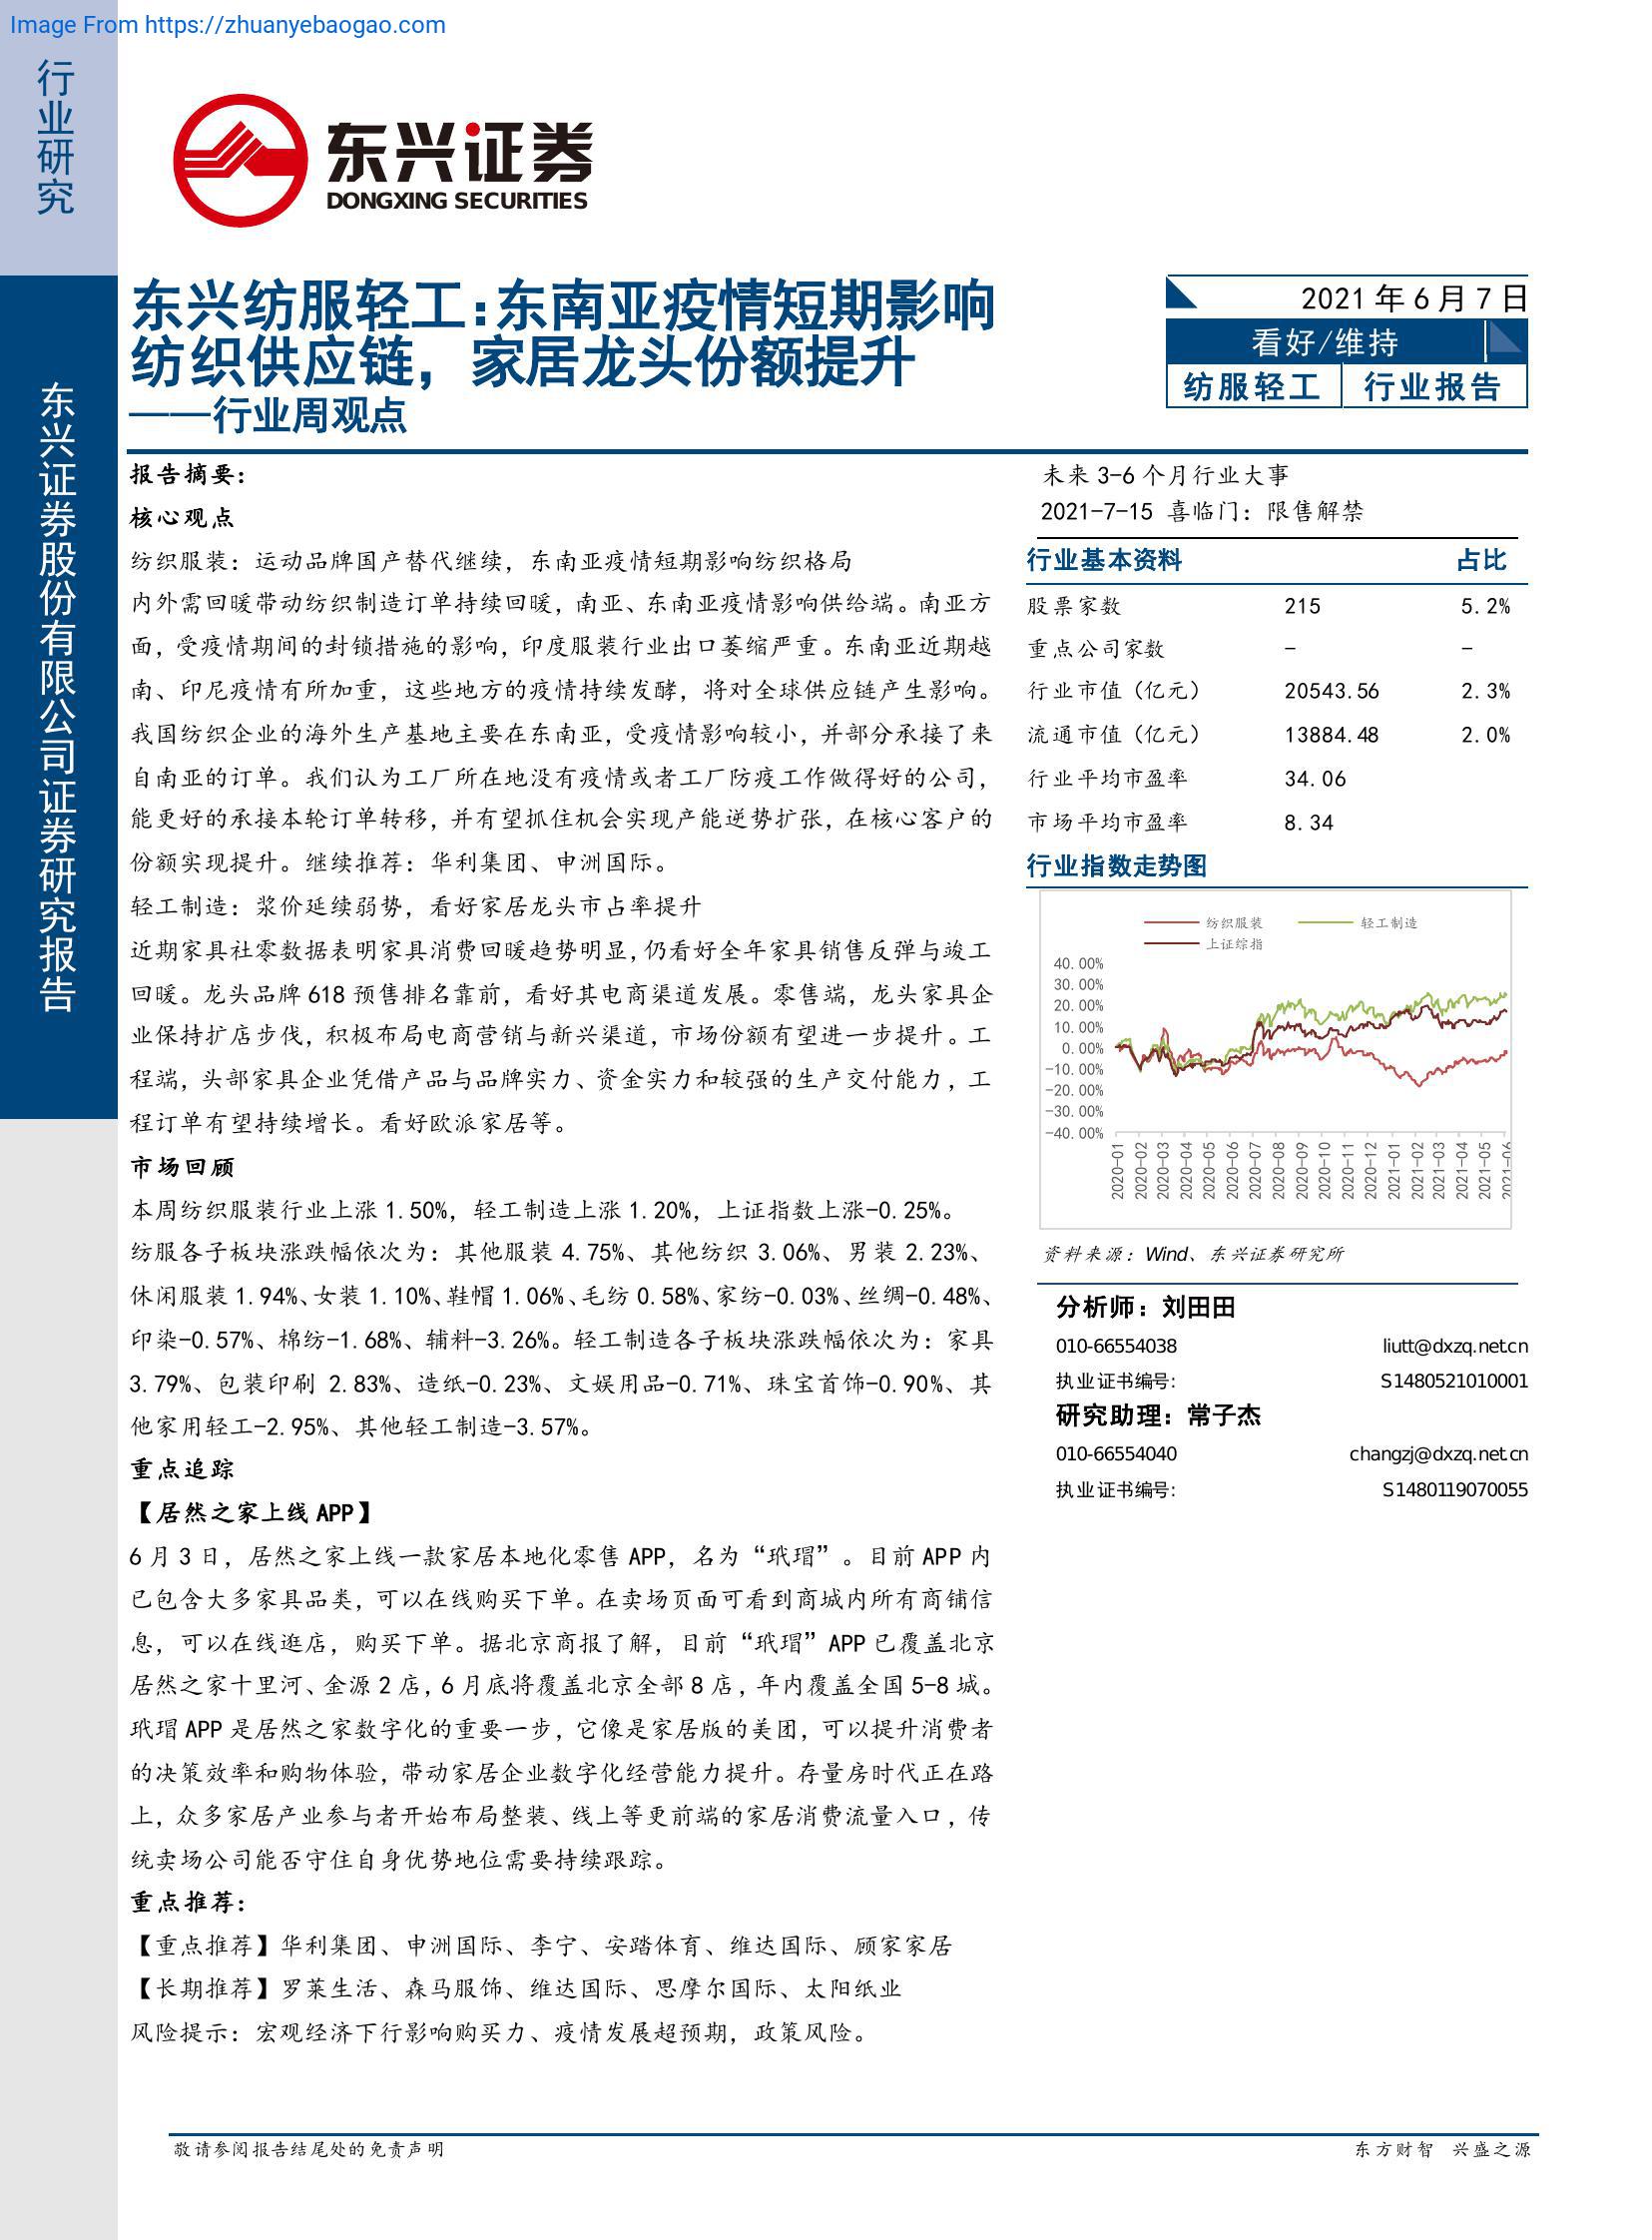 Image From https://zhuanyebaogao.com
行业研究
东兴证券股份有限公司证券研究报告
东兴证券
DONGXING SECURITIES
东兴纺服轻工：东南亚疫情短期影响
纺织供应链，家居龙头份额提升
——行业周观点
2021 年 6 月 7 日
看好/维持
纺服轻工 行业报告
报告摘要：
核心观点
纺织服装：运动品牌国产替代继续，东南亚疫情短期影响纺织格局
内外需回暖带动纺织制造订单持续回暖，南亚、东南亚疫情影响供给端。南亚方
面，受疫情期间的封锁措施的影响，印度服装行业出口萎缩严重。东南亚近期越
南、印尼疫情有所加重，这些地方的疫情持续发酵，将对全球供应链产生影响。
我国纺织企业的海外生产基地主要在东南亚，受疫情影响较小，并部分承接了来
自南亚的订单。我们认为工厂所在地没有疫情或者工厂防疫工作做得好的公司，
能更好的承接本轮订单转移，并有望抓住机会实现产能逆势扩张，在核心客户的
份额实现提升。继续推荐：华利集团、申洲国际。
轻工制造：浆价延续弱势，看好家居龙头市占率提升
近期家具社零数据表明家具消费回暖趋势明显，仍看好全年家具销售反弹与竣工
回暖。龙头品牌 618 预售排名靠前，看好其电商渠道发展。零售端，龙头家具企
业保持扩店步伐，积极布局电商营销与新兴渠道，市场份额有望进一步提升。工
程端，头部家具企业凭借产品与品牌实力、资金实力和较强的生产交付能力，工
程订单有望持续增长。看好欧派家居等。
市场回顾
本周纺织服装行业上涨 1.50%，轻工制造上涨 1.20%，上证指数上涨-0.25%。
纺服各子板块涨跌幅依次为：其他服装 4.75%、其他纺织 3.06%、男装 2.23%、
休闲服装 1.94%、女装 1.10%、鞋帽 1.06%、毛纺 0.58%、家纺-0.03%、丝绸-0.48%、
印染-0.57%、棉纺-1.68%、辅料-3.26%。轻工制造各子板块涨跌幅依次为：家具
3.79%、包装印刷 2.83%、造纸-0.23%、文娱用品-0.71%、珠宝首饰-0.90%、其
他家用轻工-2.95%、其他轻工制造-3.57%。
重点追踪
【居然之家上线 APP】
6 月 3 日，居然之家上线一款家居本地化零售 APP，名为“玳瑁”。目前 APP 内
已包含大多家具品类，可以在线购买下单。在卖场页面可看到商城内所有商铺信
息，可以在线逛店，购买下单。据北京商报了解，目前“玳瑁”APP 已覆盖北京
居然之家十里河、金源 2 店，6 月底将覆盖北京全部 8 店，年内覆盖全国 5-8 城。
玳瑁 APP 是居然之家数字化的重要一步，它像是家居版的美团，可以提升消费者
的决策效率和购物体验，带动家居企业数字化经营能力提升。存量房时代正在路
上，众多家居产业参与者开始布局整装、线上等更前端的家居消费流量入口，传
统卖场公司能否守住自身优势地位需要持续跟踪。
重点推荐：
【重点推荐】华利集团、申洲国际、李宁、安踏体育、维达国际、顾家家居
【长期推荐】罗莱生活、森马服饰、维达国际、思摩尔国际、太阳纸业
风险提示：宏观经济下行影响购买力、疫情发展超预期，政策风险。
未来 3-6 个月行业大事
2021-7-15 喜临门：限售解禁
行业基本资料 占比
股票家数 215 5.2%
重点公司家数 - -
行业市值（亿元） 20543.56 2.3%
流通市值（亿元） 13884.48 2.0%
行业平均市盈率 34.06
市场平均市盈率 8.34
行业指数走势图
纺织服装 轻工制造
上证综指
40.00%
30.00%
20.00%
10.00%
0.00%
-10.00%
-20.00%
-30.00%
-40.00%
2020-01 2020-02 2020-03 2020-04 2020-05 2020-06 2020-07 2020-08 2020-09 2020-10 2020-11 2020-12 2021-01 2021-02 2021-03 2021-04 2021-05 2021-06
资料来源：Wind、东兴证券研究所
分析师：刘田田
010-66554038 liutt@dxzq.net.cn
执业证书编号: S1480521010001
研究助理：常子杰
010-66554040 changzj@dxzq.net.cn
执业证书编号: S1480119070055
敬请参阅报告结尾处的免责声明 东方财智 兴盛之源